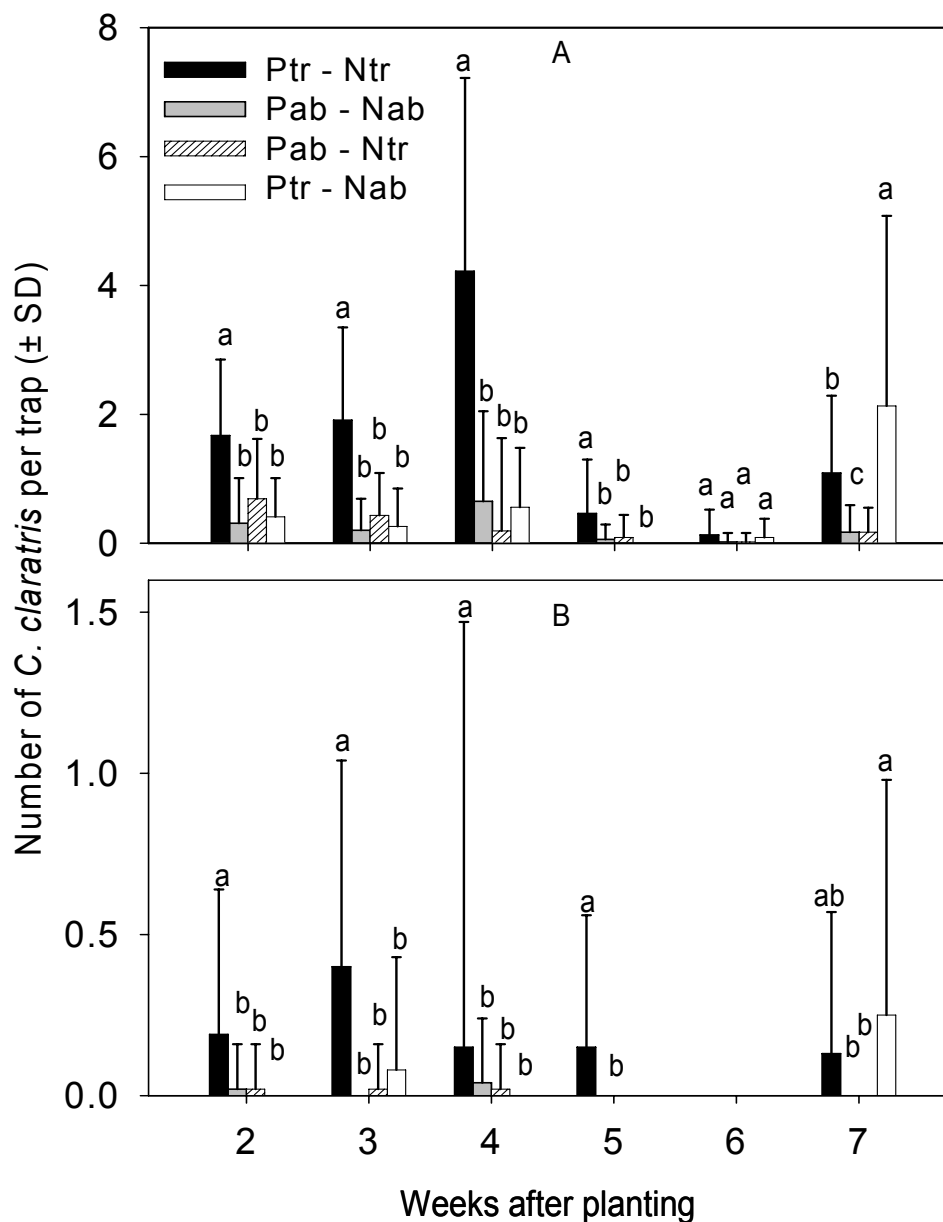 8
A
a
Ptr - Ntr
Pab - Nab
Pab - Ntr
Ptr - Nab
6
a
4
a
a
2
b
b
b
b
b
b
b
b
b
a
b
b
b
a
a
a
a
b
c
0
Number of C. claratris per trap (± SD)
B
1.5
a
a
a
1.0
a
b
b
b
0.5
b
b
b
b
b
b
a
b
ab
b
b
0.0
2 3 4 5 6 7
Weeks after planting